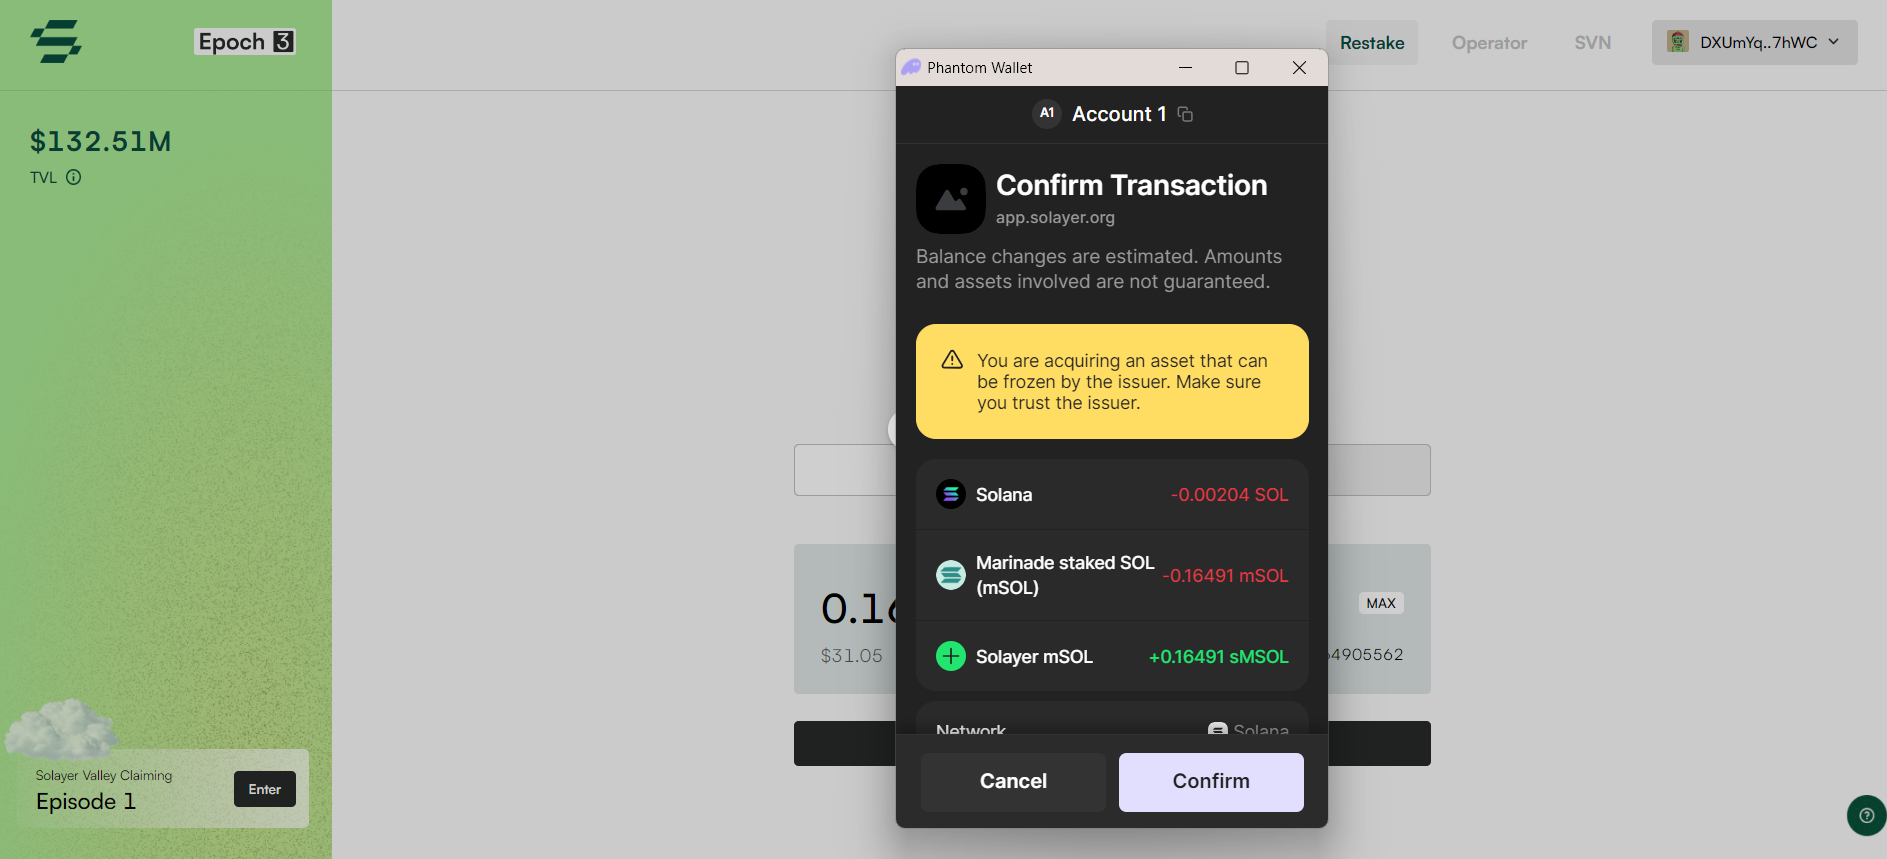 Epoch 3
Restake
Operator
SVN
DXUmYq..7hWC
$132.51M
TVL
Phantom Wallet
A1 Account 1
Confirm Transaction
app.solayer.org
Balance changes are estimated. Amounts
and assets involved are not guaranteed.
You are acquiring an asset that can
be frozen by the issuer. Make sure
you trust the issuer.
Solana -0.00204 SOL
Marinade staked SOL
(mSOL) -0.16491 mSOL
Solayer mSOL +0.16491 sMSOL
Network Solana
Cancel
Confirm
0.16
$31.05
MAX
64905562
Solayer Valley Claiming
Episode 1
Enter